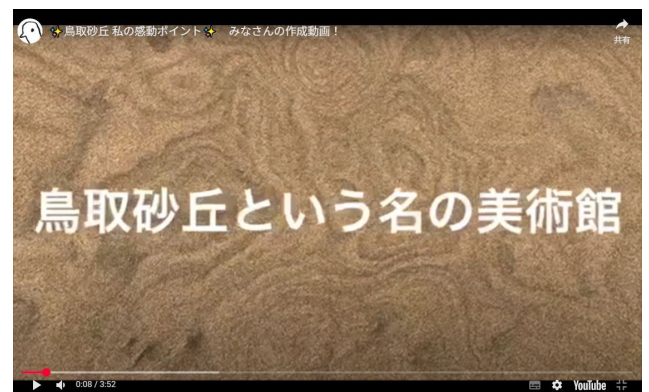 ✨鳥取砂丘 私の感動ポイント✨ みなさんの作成動画！
共有
鳥取砂丘という名の美術館
0:08 / 3:52
YouTube